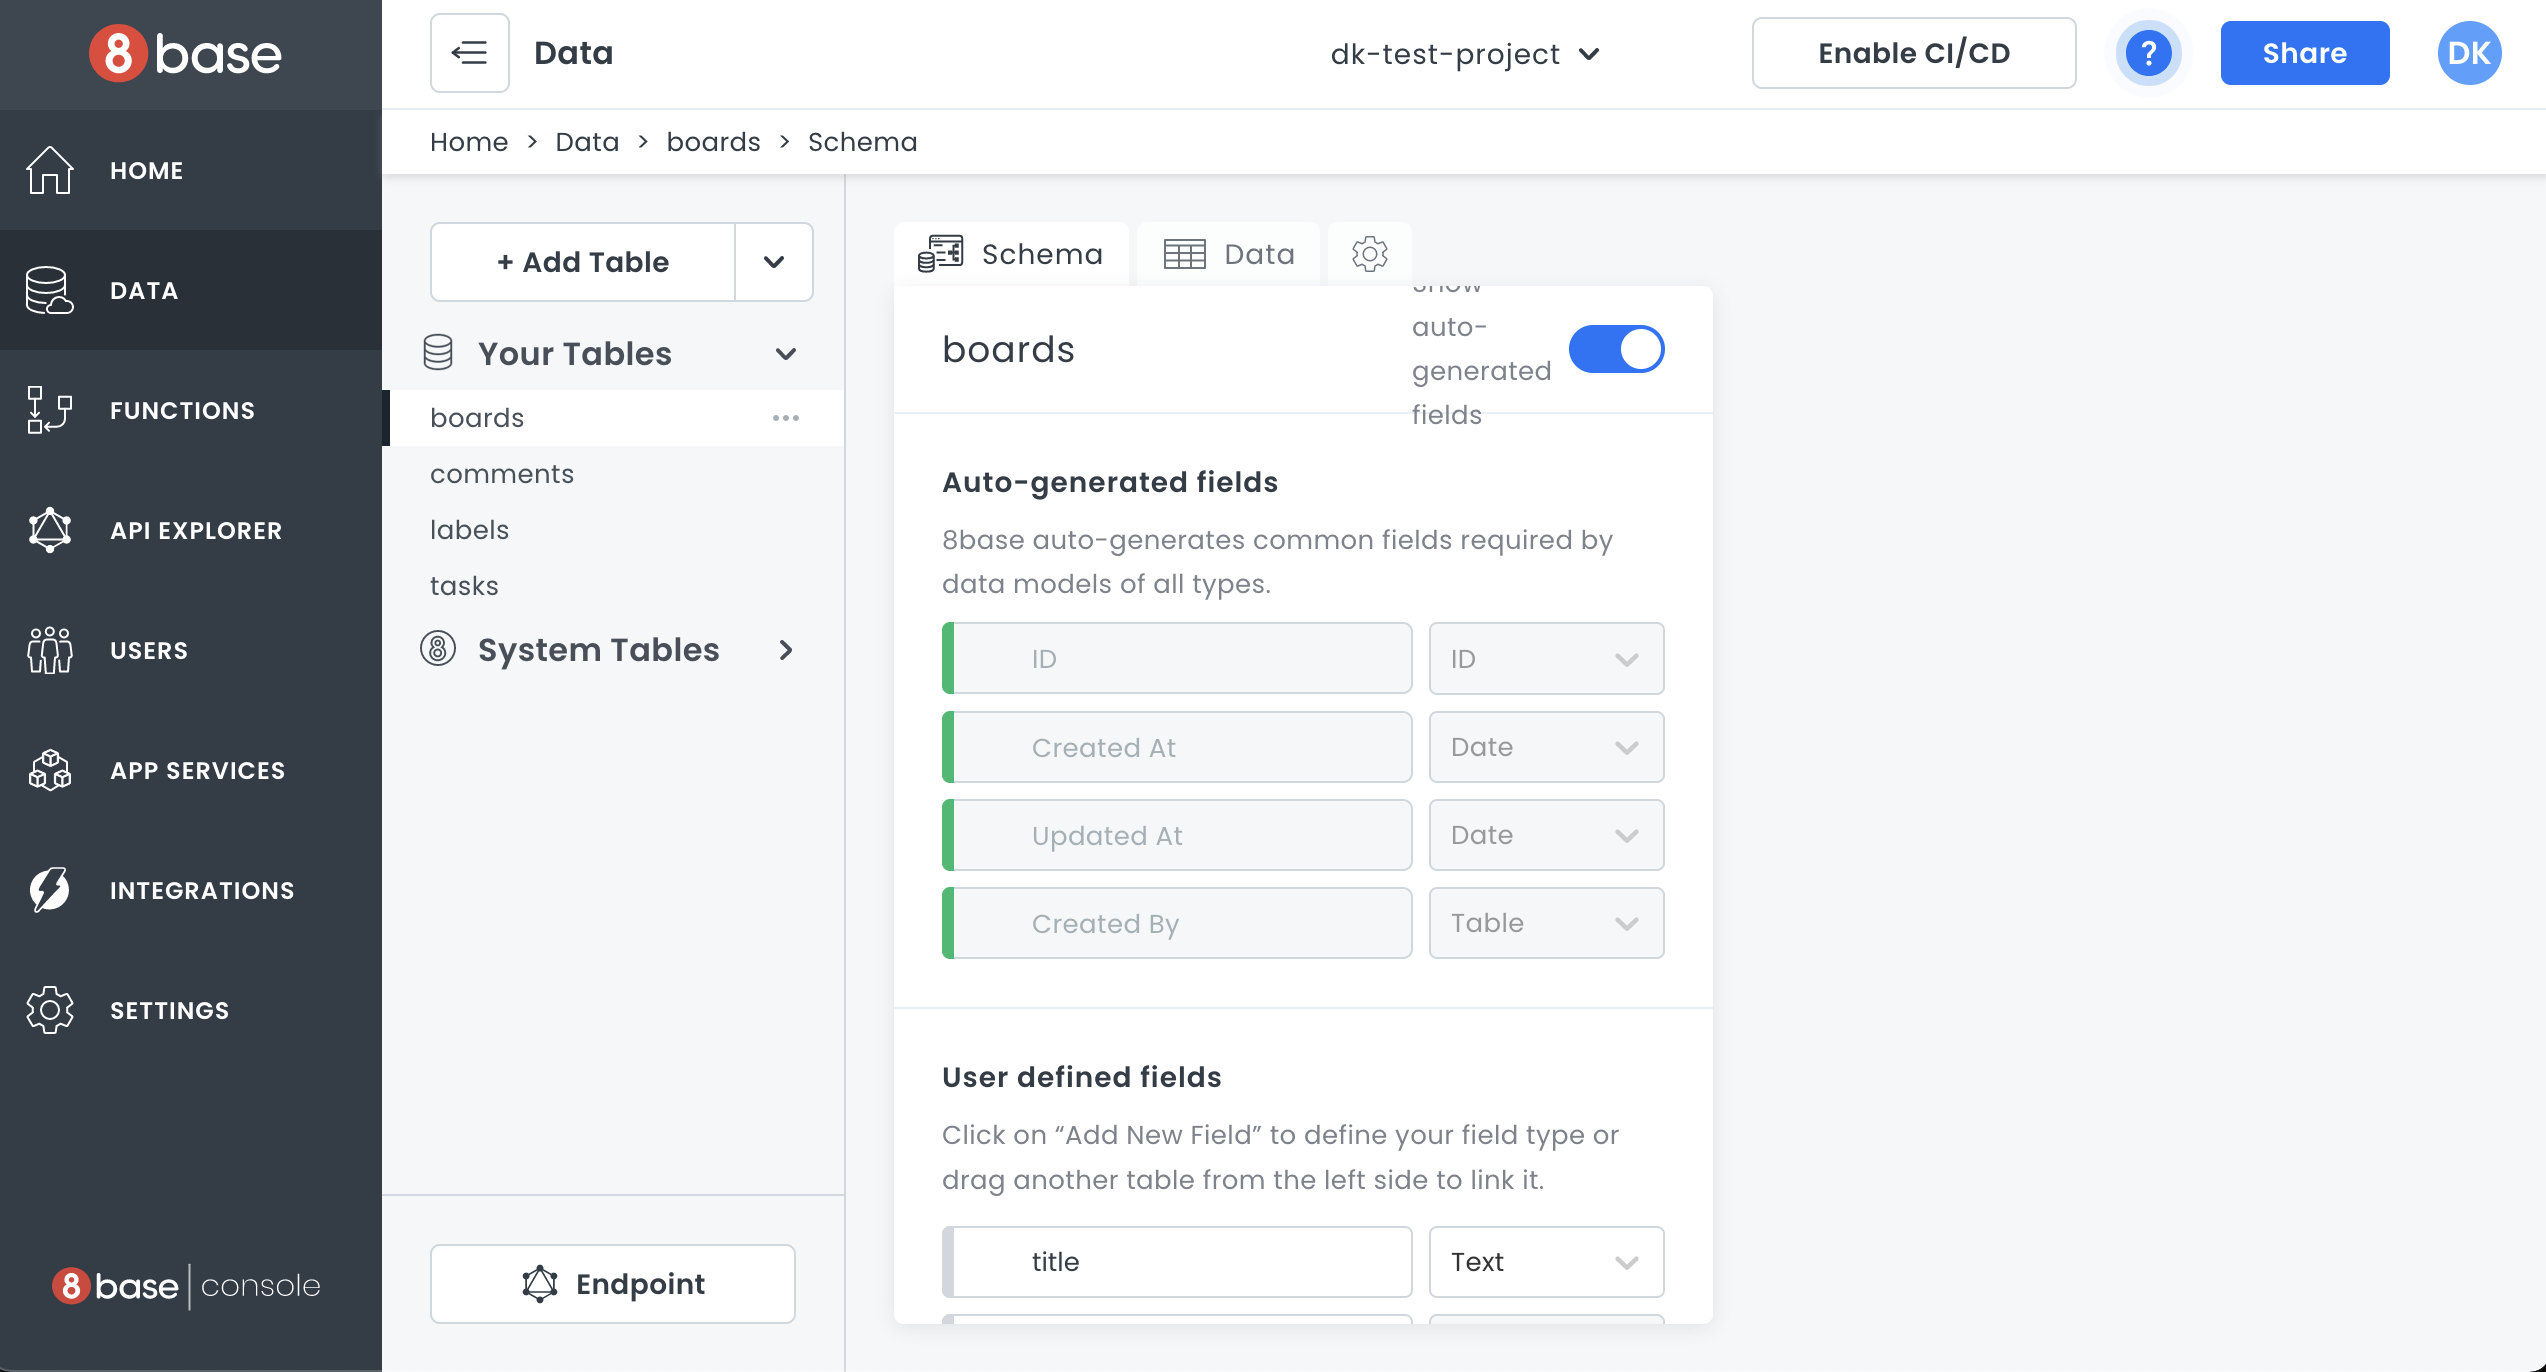 8base
Data
dk-test-project
Enable CI/CD
?
Share
DK
Home > Data > boards > Schema
HOME
DATA
FUNCTIONS
API EXPLORER
USERS
APP SERVICES
INTEGRATIONS
SETTINGS
8base | console
+ Add Table
Your Tables
boards
comments
labels
tasks
8 System Tables
Endpoint
Schema
Data
boards
Show
auto-
generated
fields
Auto-generated fields
8base auto-generates common fields required by
data models of all types.
ID
ID
Created At
Date
Updated At
Date
Created By
Table
User defined fields
Click on “Add New Field” to define your field type or
drag another table from the left side to link it.
title
Text